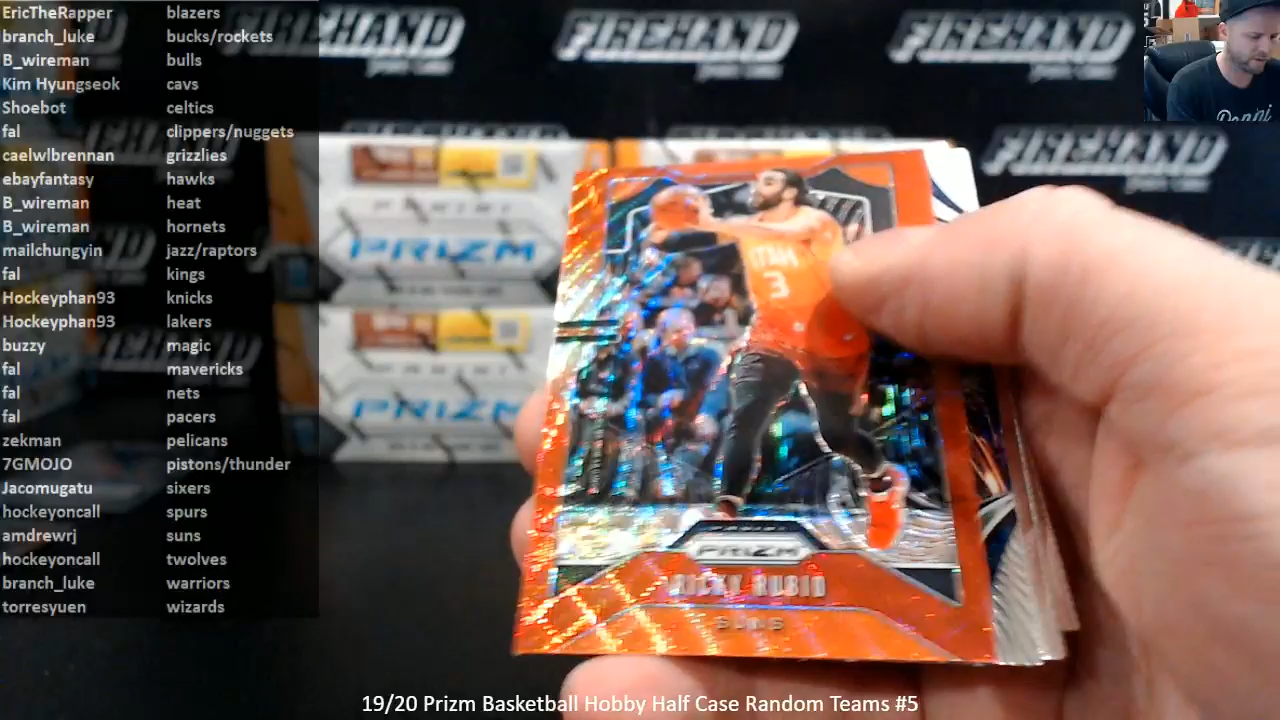 EricTheRapper blazers
branch_luke bucks/rockets
B_wireman bulls
Kim Hyungseok cavs
Shoebot celtics
fal clippers/nuggets
caelwlbrennan grizzlies
ebayfantasy hawks
B_wireman heat
B_wireman hornets
mailchungyin jazz/raptors
fal kings
Hockeyphan93 knicks
Hockeyphan93 lakers
buzzy magic
fal mavericks
fal nets
fal pacers
zekman pelicans
7GMOJO pistons/thunder
Jacomugatu sixers
hockeyoncall spurs
amdrewrj suns
hockeyoncall twolves
branch_luke warriors
torresyuen wizards
FIREHAND
FIREHAND
FIREHAND
FIREHAND
PANINI
PRIZM
PANINI
PRIZM
UTAH
3
PRIZM
RICKY RUBIO
SUNS
19/20 Prizm Basketball Hobby Half Case Random Teams #5